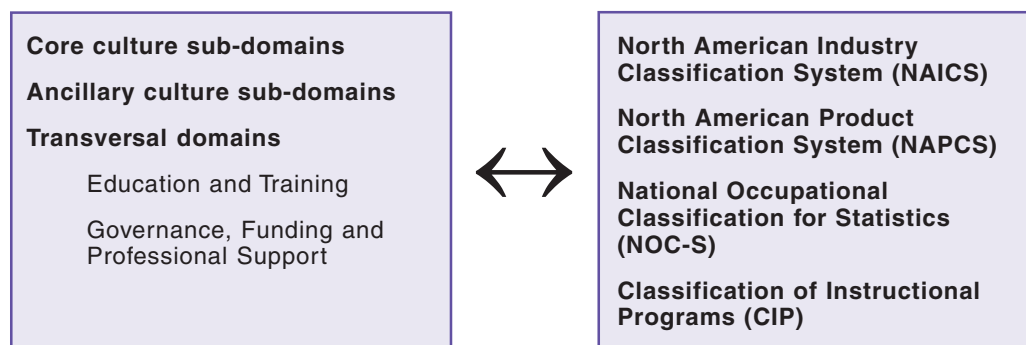 Core culture sub-domains
Ancillary culture sub-domains
Transversal domains
Education and Training
Governance, Funding and
Professional Support
North American Industry
Classification System (NAICS)
North American Product
Classification System (NAPCS)
National Occupational
Classification for Statistics
(NOC-S)
Classification of Instructional
Programs (CIP)